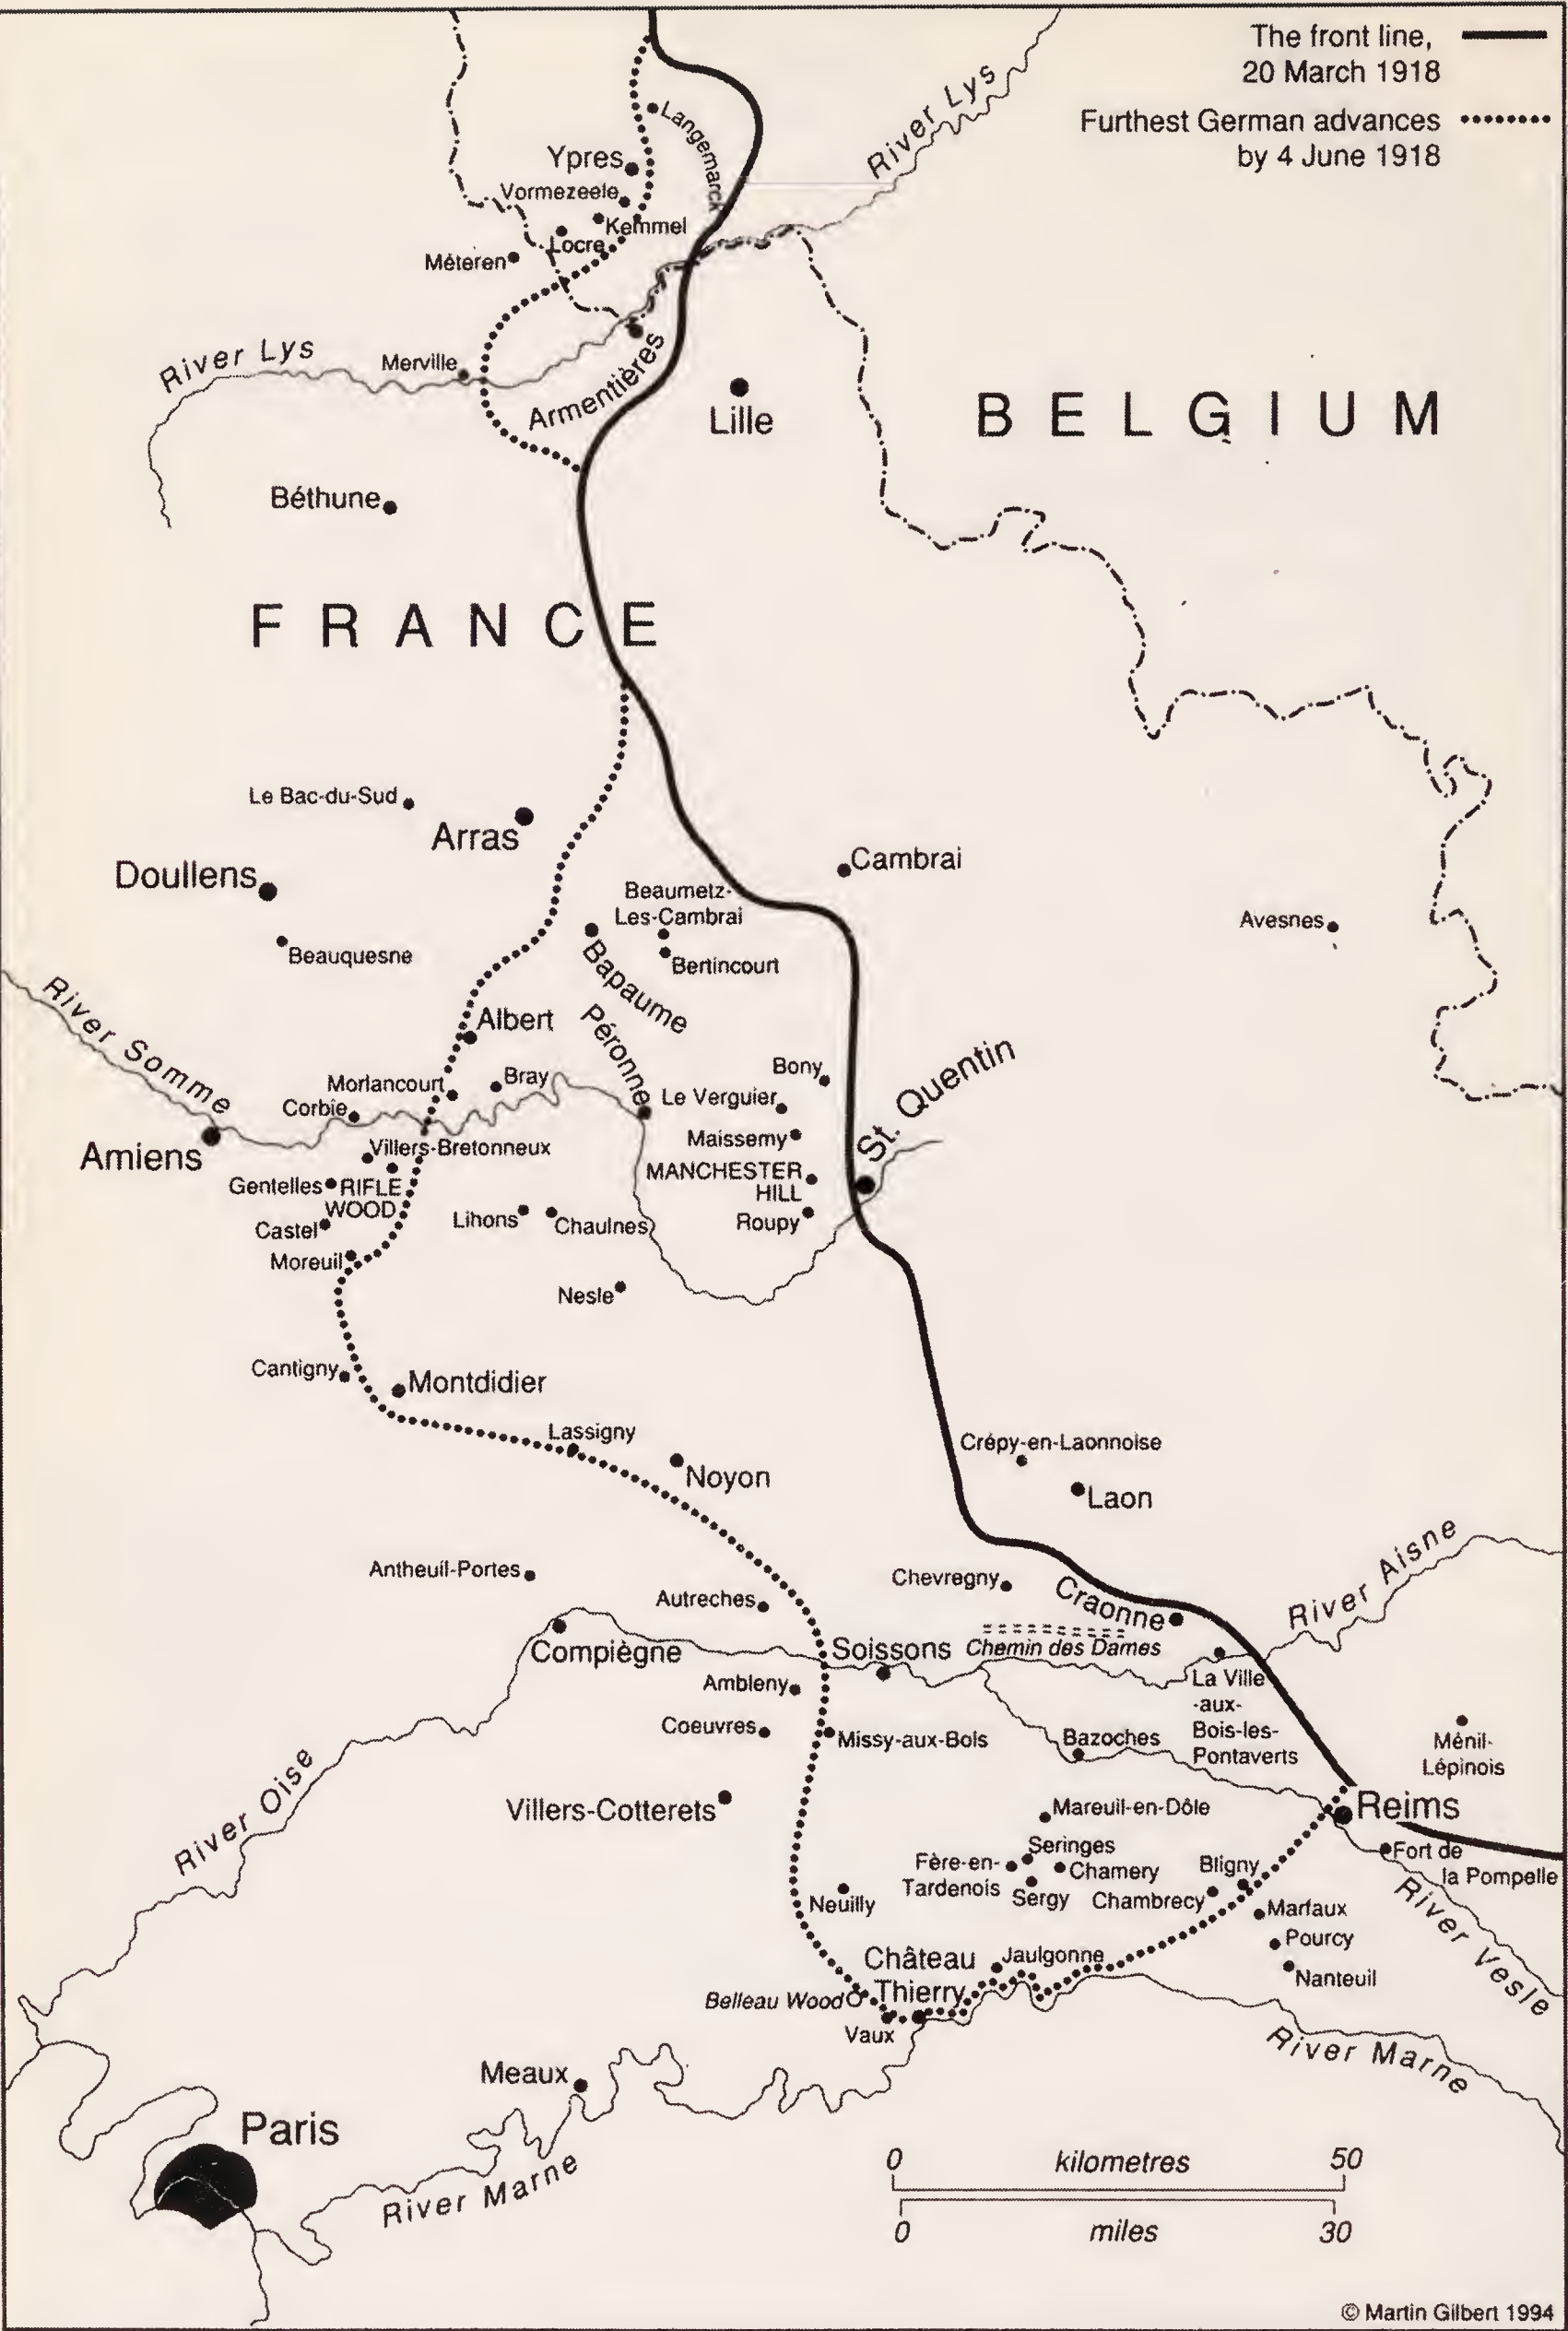 The front line,
20 March 1918
Furthest German advances
by 4 June 1918
River Lys
Langemarck
Ypres
Vormezeele
Kemmel
Locre
Méteren
River Lys
Merville
Armentières
Lille
BELGIUM
Béthune
FRANCE
Le Bac-du-Sud
Arras
Doullens
Cambrai
Beaumetz-
Les-Cambrai
Avesnes
Beauquesne
Bertincourt
Bapaume
River Somme
Albert
Péronne
St. Quentin
Bony
Morlancourt
Bray
Le Verguier
Corbie
Maissemy
Amiens
Villers-Bretonneux
MANCHESTER
HILL
Gentelles
RIFLE
WOOD
Castel
Lihons
Chaulnes
Roupy
Moreuil
Nesle
Cantigny
Montdidier
Lassigny
Crépy-en-Laonnoise
Noyon
Laon
Antheuil-Portes
Autreches
Chevregny
Craonne
River Aisne
Compiègne
Soissons
Chemin des Dames
Ambleny
La Ville
-aux-
Bois-les-
Pontaverts
Coeuvres
Missy-aux-Bois
Bazoches
Ménil-
Lépinois
River Oise
Villers-Cotterets
Mareuil-en-Dôle
Reims
Seringes
Fère-en-
Tardenois
Chamery
Bligny
Fort de
la Pompelle
Neuilly
Sergy
Chambrecy
Marfaux
River Vesle
Pourcy
Château
Thierry
Jaulgonne
Nanteuil
Belleau Wood
Vaux
River Marne
Meaux
Paris
River Marne
0 kilometres 50
0 miles 30
© Martin Gilbert 1994